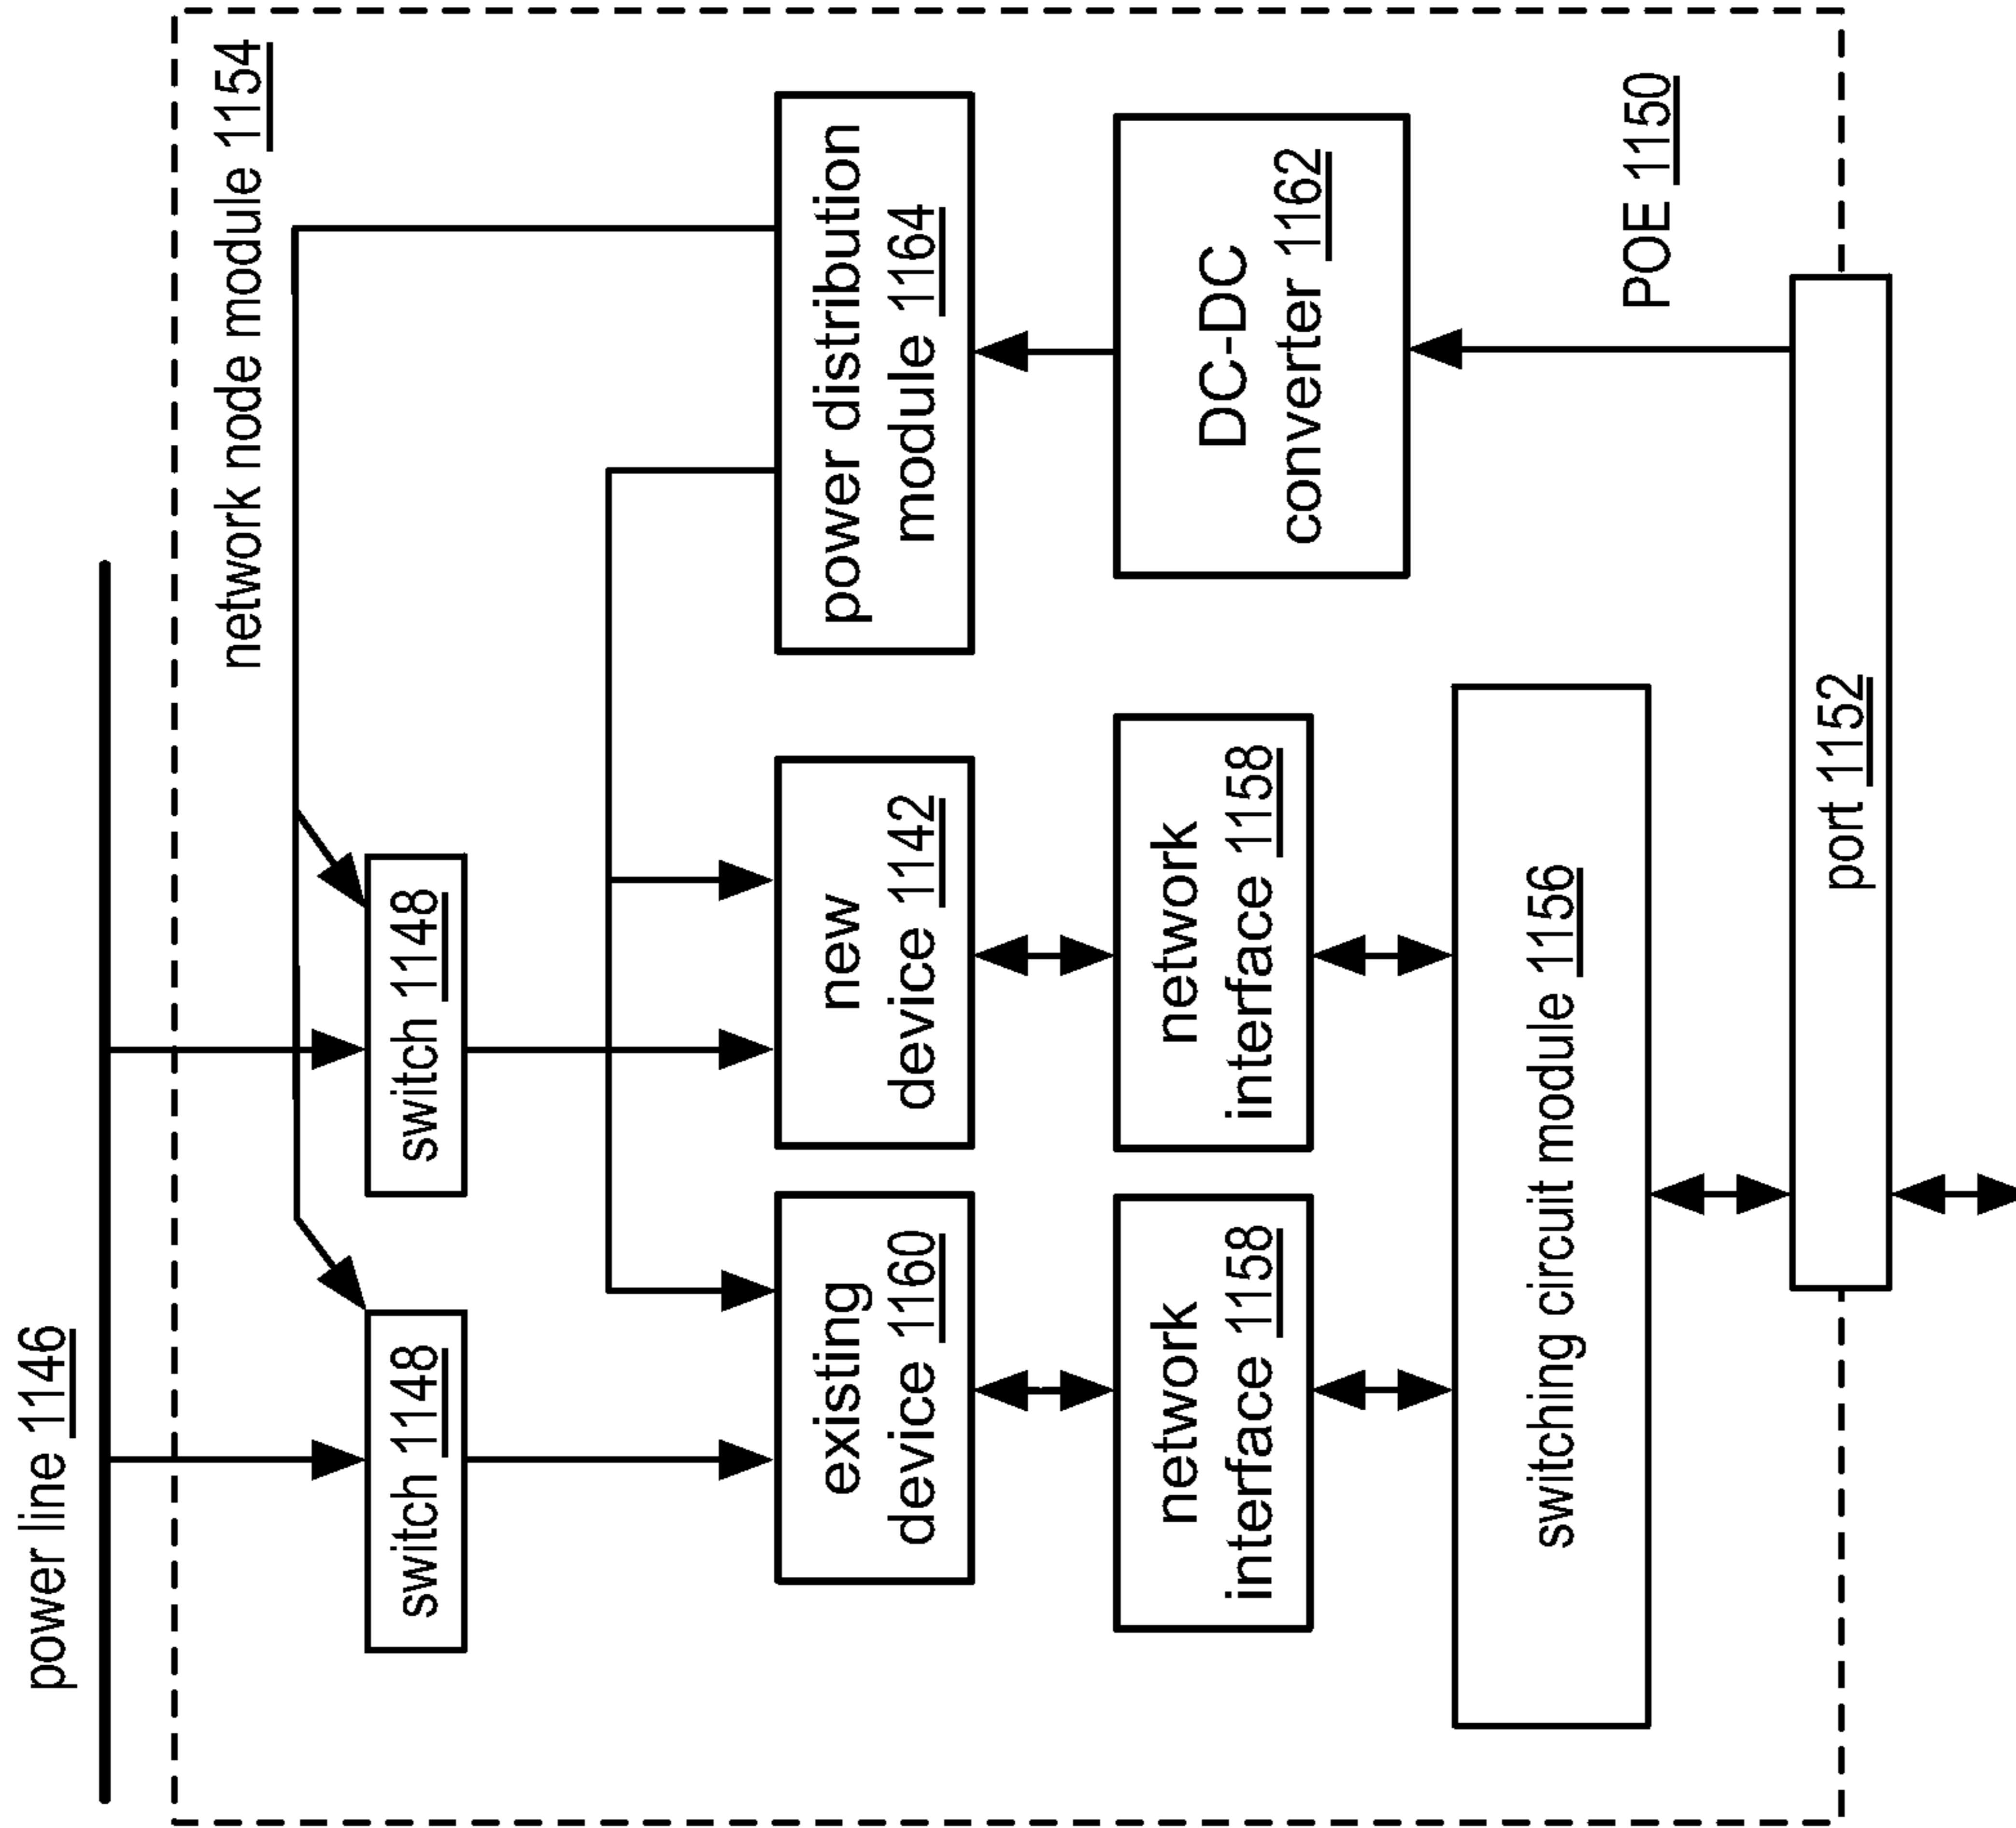 power line 1146
network node module 1154
switch 1148
switch 1148
existing
device 1160
new
device 1142
power distribution
module 1164
network
interface 1158
network
interface 1158
DC-DC
converter 1162
switching circuit module 1156
POE 1150
port 1152